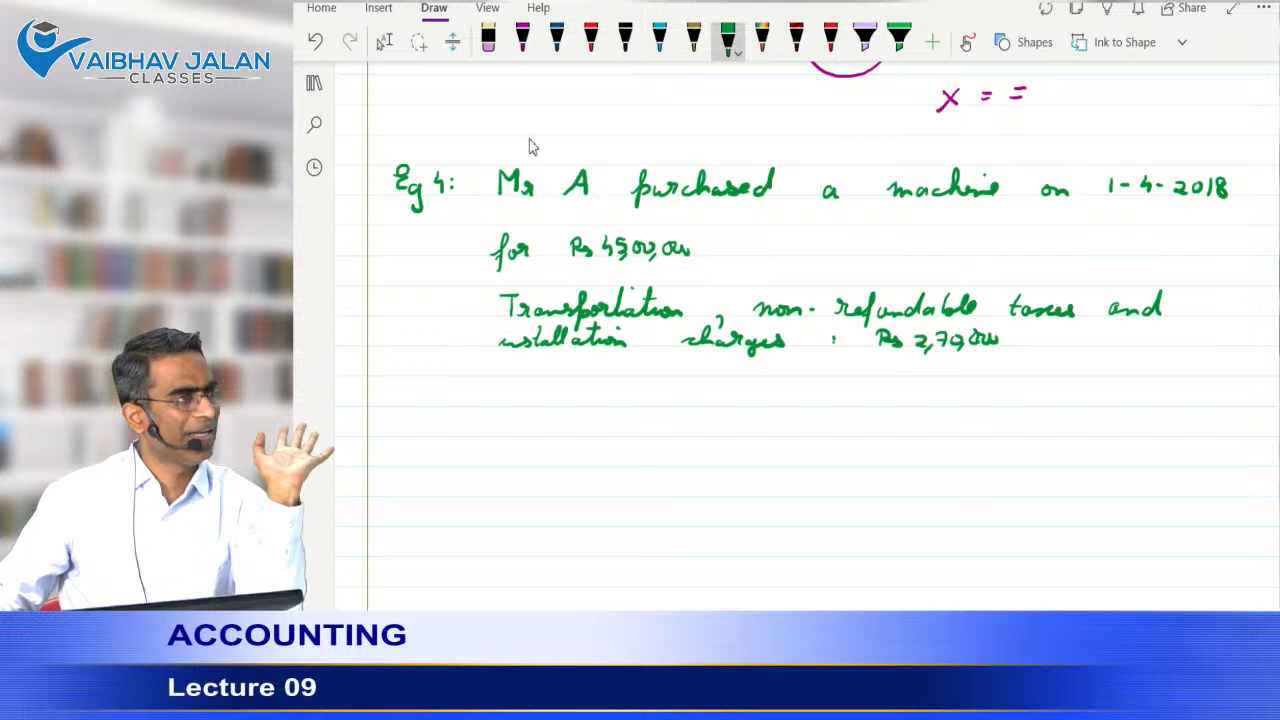 VAIBHAV JALAN
CLASSES
Home Insert Draw View Help
Share
Shapes
Ink to Shape
x = =
Eg 4: Mr A purchased a machine on 1-4-2018
for Rs 45,00,000
Transportation, non-refundable taxes and
installation charges : Rs 2,70,000
ACCOUNTING
Lecture 09